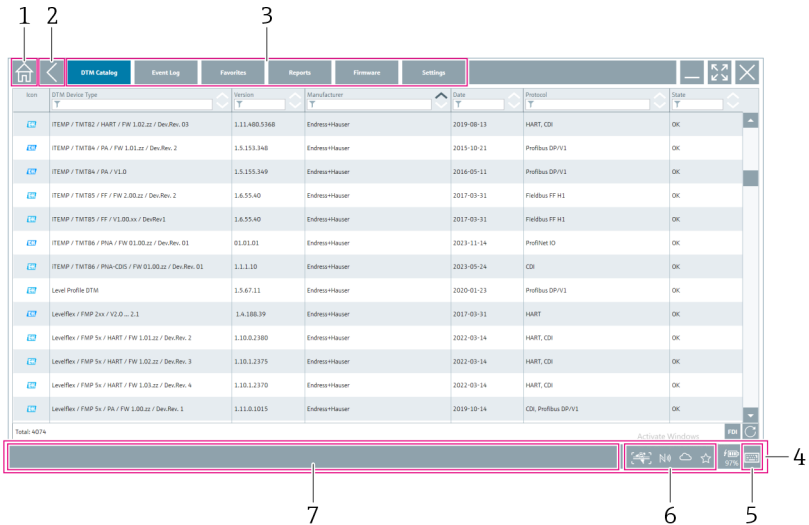 1 2 3
DTM Catalog Event Log Favorites Reports Firmware Settings
Icon DTM Device Type Version Manufacturer Date Protocol State
iTEMP / TMT82 / HART / FW 1.02.zz / Dev.Rev. 03 1.11.480.5368 Endress+Hauser 2019-08-13 HART, CDI OK
iTEMP / TMT84 / PA / FW 1.01.zz / Dev.Rev. 2 1.5.153.348 Endress+Hauser 2015-10-21 Profibus DP/V1 OK
iTEMP / TMT84 / PA / V1.0 1.5.155.349 Endress+Hauser 2016-05-11 Profibus DP/V1 OK
iTEMP / TMT85 / FF / FW 2.00.zz / Dev.Rev. 2 1.6.55.40 Endress+Hauser 2017-03-31 Fieldbus FF H1 OK
iTEMP / TMT85 / FF / V1.00.xx / DevRev1 1.6.55.40 Endress+Hauser 2017-03-31 Fieldbus FF H1 OK
iTEMP / TMT86 / PNA / FW 01.00.zz / Dev.Rev. 01 01.01.01 Endress+Hauser 2023-11-14 ProfiNet IO OK
iTEMP / TMT86 / PNA-CDIS / FW 01.00.zz / Dev.Rev. 01 1.1.1.10 Endress+Hauser 2023-05-24 CDI OK
Level Profile DTM 1.5.67.11 Endress+Hauser 2020-01-23 Profibus DP/V1 OK
Levelflex / FMP 2xx / V2.0 ... 2.1 1.4.188.39 Endress+Hauser 2017-03-31 HART OK
Levelflex / FMP 5x / HART / FW 1.01.zz / Dev.Rev. 2 1.10.0.2380 Endress+Hauser 2022-03-14 HART, CDI OK
Levelflex / FMP 5x / HART / FW 1.02.zz / Dev.Rev. 3 1.10.1.2375 Endress+Hauser 2022-03-14 HART, CDI OK
Levelflex / FMP 5x / HART / FW 1.03.zz / Dev.Rev. 4 1.10.1.2370 Endress+Hauser 2022-03-14 HART, CDI OK
Levelflex / FMP 5x / PA / FW 1.00.zz / Dev.Rev. 1 1.11.0.1015 Endress+Hauser 2019-10-14 CDI, Profibus DP/V1 OK
Total: 4074 Activate Windows FDI
97% 4
7 6 5